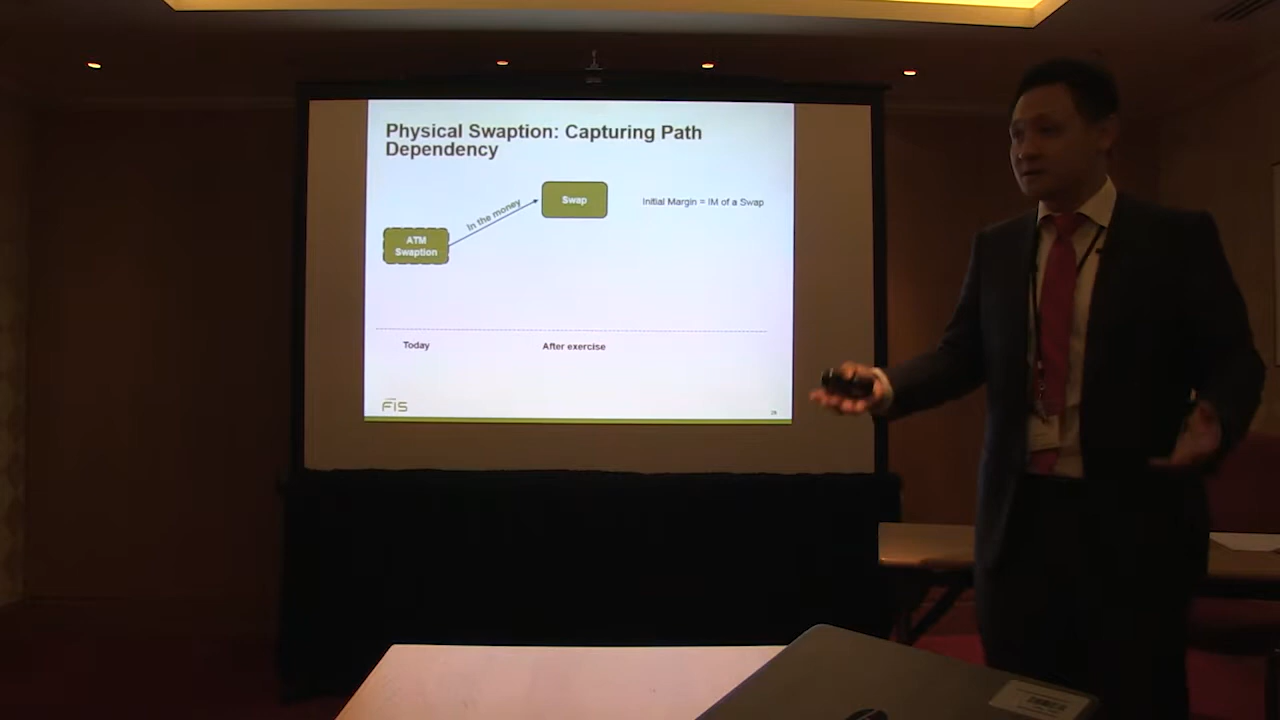 Physical Swaption: Capturing Path
Dependency
Swap
Initial Margin = IM of a Swap
In the money
ATM
Swaption
Today
After exercise
FIS